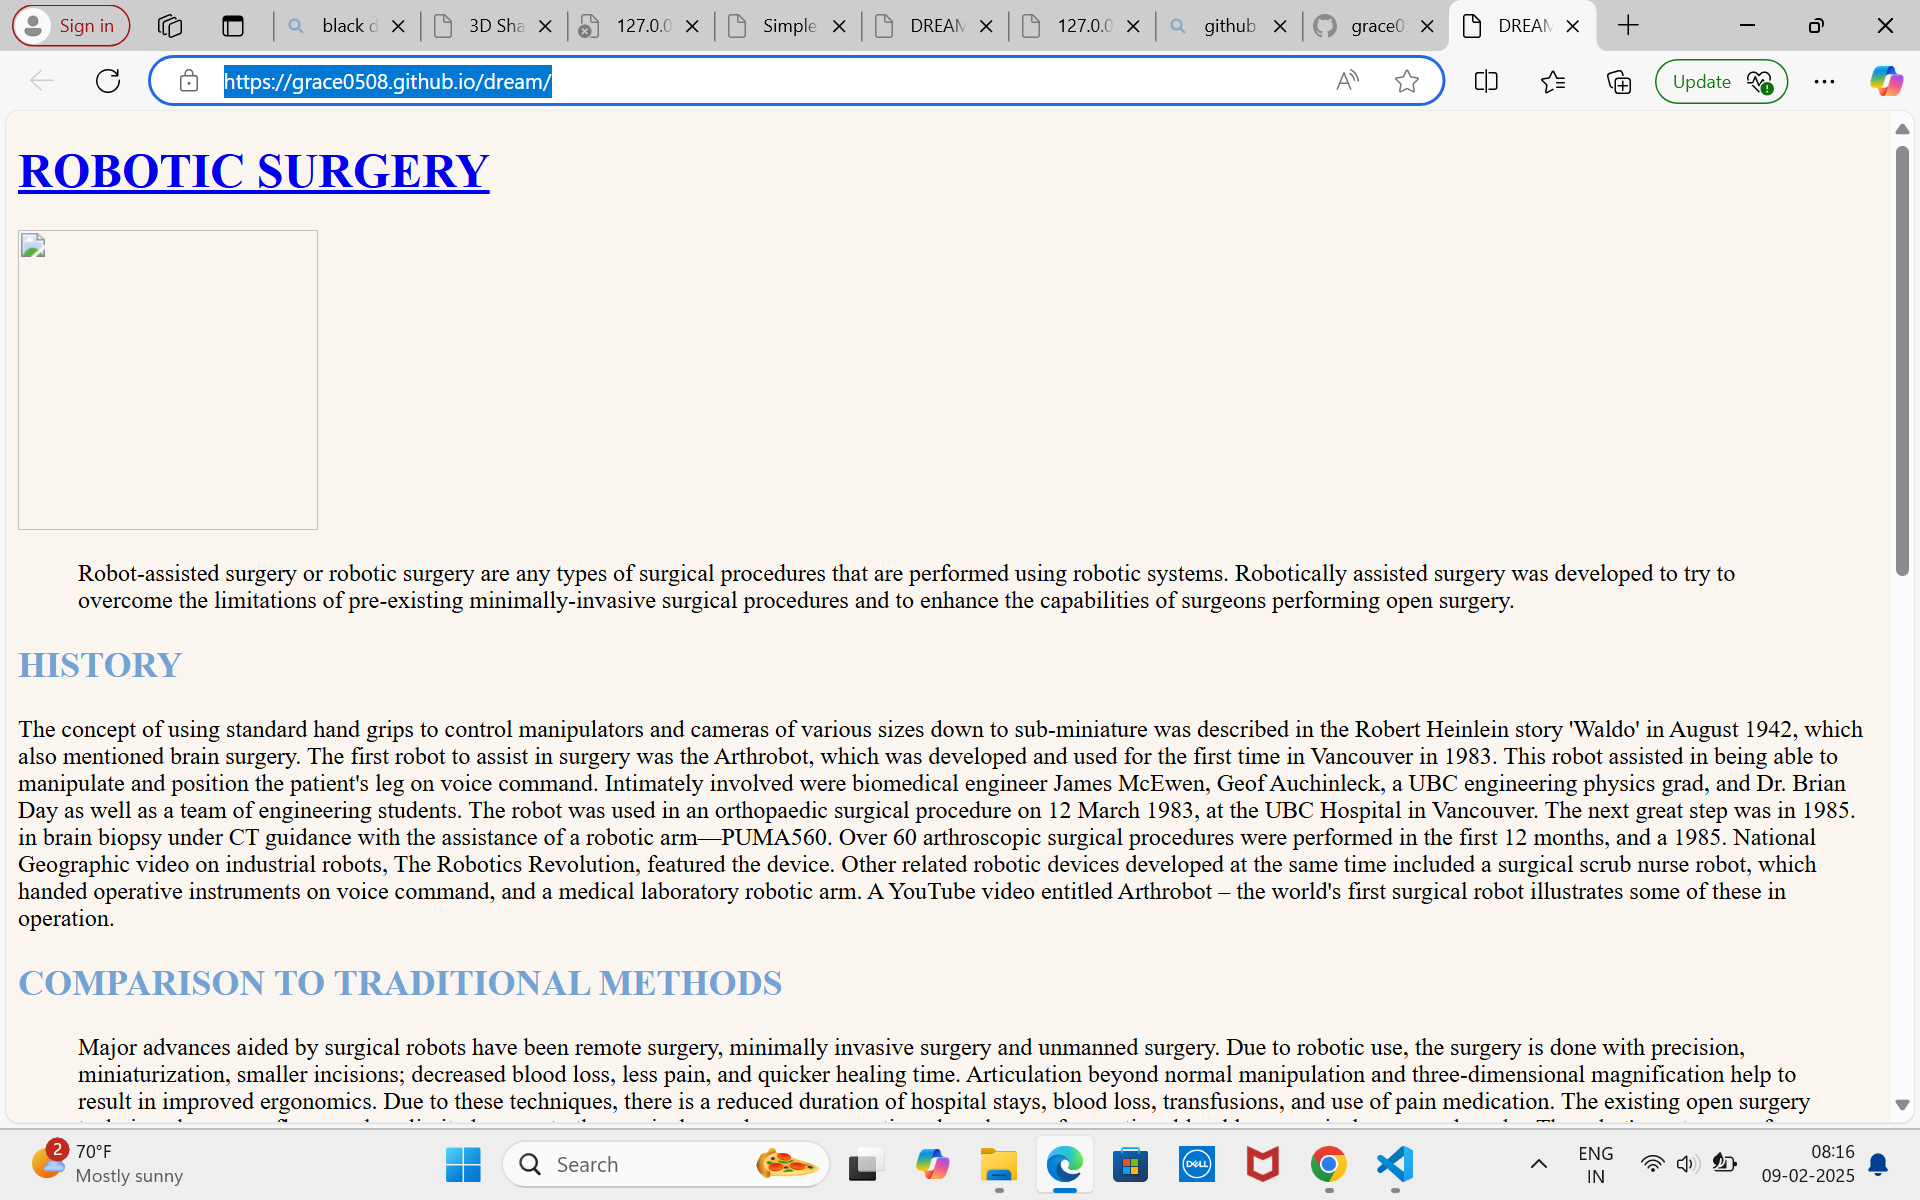 Sign in
black d
3D Sha
127.0.0
Simple
DREAM
127.0.0
github
grace0
DREAM
https://grace0508.github.io/dream/
Update
ROBOTIC SURGERY
Robot-assisted surgery or robotic surgery are any types of surgical procedures that are performed using robotic systems. Robotically assisted surgery was developed to try to
overcome the limitations of pre-existing minimally-invasive surgical procedures and to enhance the capabilities of surgeons performing open surgery.
HISTORY
The concept of using standard hand grips to control manipulators and cameras of various sizes down to sub-miniature was described in the Robert Heinlein story 'Waldo' in August 1942, which
also mentioned brain surgery. The first robot to assist in surgery was the Arthrobot, which was developed and used for the first time in Vancouver in 1983. This robot assisted in being able to
manipulate and position the patient's leg on voice command. Intimately involved were biomedical engineer James McEwen, Geof Auchinleck, a UBC engineering physics grad, and Dr. Brian
Day as well as a team of engineering students. The robot was used in an orthopaedic surgical procedure on 12 March 1983, at the UBC Hospital in Vancouver. The next great step was in 1985.
in brain biopsy under CT guidance with the assistance of a robotic arm—PUMA560. Over 60 arthroscopic surgical procedures were performed in the first 12 months, and a 1985. National
Geographic video on industrial robots, The Robotics Revolution, featured the device. Other related robotic devices developed at the same time included a surgical scrub nurse robot, which
handed operative instruments on voice command, and a medical laboratory robotic arm. A YouTube video entitled Arthrobot – the world's first surgical robot illustrates some of these in
operation.
COMPARISON TO TRADITIONAL METHODS
Major advances aided by surgical robots have been remote surgery, minimally invasive surgery and unmanned surgery. Due to robotic use, the surgery is done with precision,
miniaturization, smaller incisions; decreased blood loss, less pain, and quicker healing time. Articulation beyond normal manipulation and three-dimensional magnification help to
result in improved ergonomics. Due to these techniques, there is a reduced duration of hospital stays, blood loss, transfusions, and use of pain medication. The existing open surgery
2
70°F
Mostly sunny
Search
DELL
ENG
IN
08:16
09-02-2025